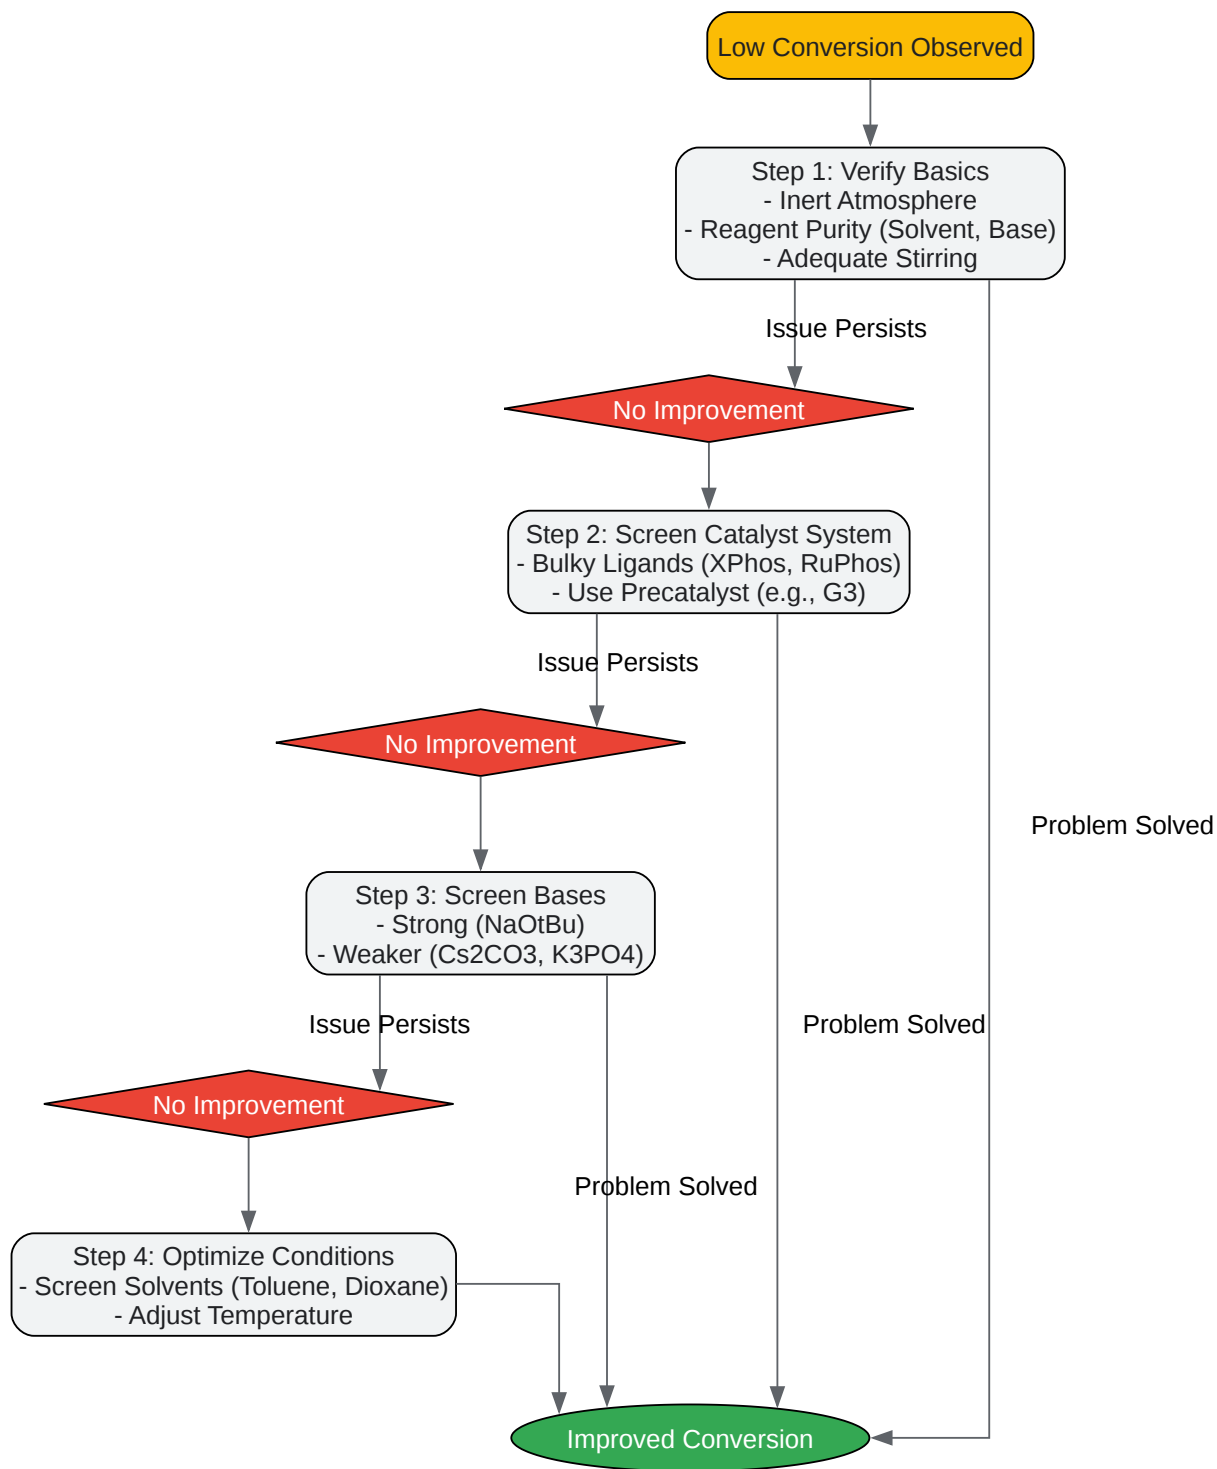 Low Conversion Observed
Step 1: Verify Basics
- Inert Atmosphere
- Reagent Purity (Solvent, Base)
- Adequate Stirring
Issue Persists
No Improvement
Step 2: Screen Catalyst System
- Bulky Ligands (XPhos, RuPhos)
- Use Precatalyst (e.g., G3)
Issue Persists
No Improvement
Problem Solved
Step 3: Screen Bases
- Strong (NaOtBu)
- Weaker (Cs2CO3, K3PO4)
Issue Persists
Problem Solved
No Improvement
Problem Solved
Step 4: Optimize Conditions
- Screen Solvents (Toluene, Dioxane)
- Adjust Temperature
Improved Conversion